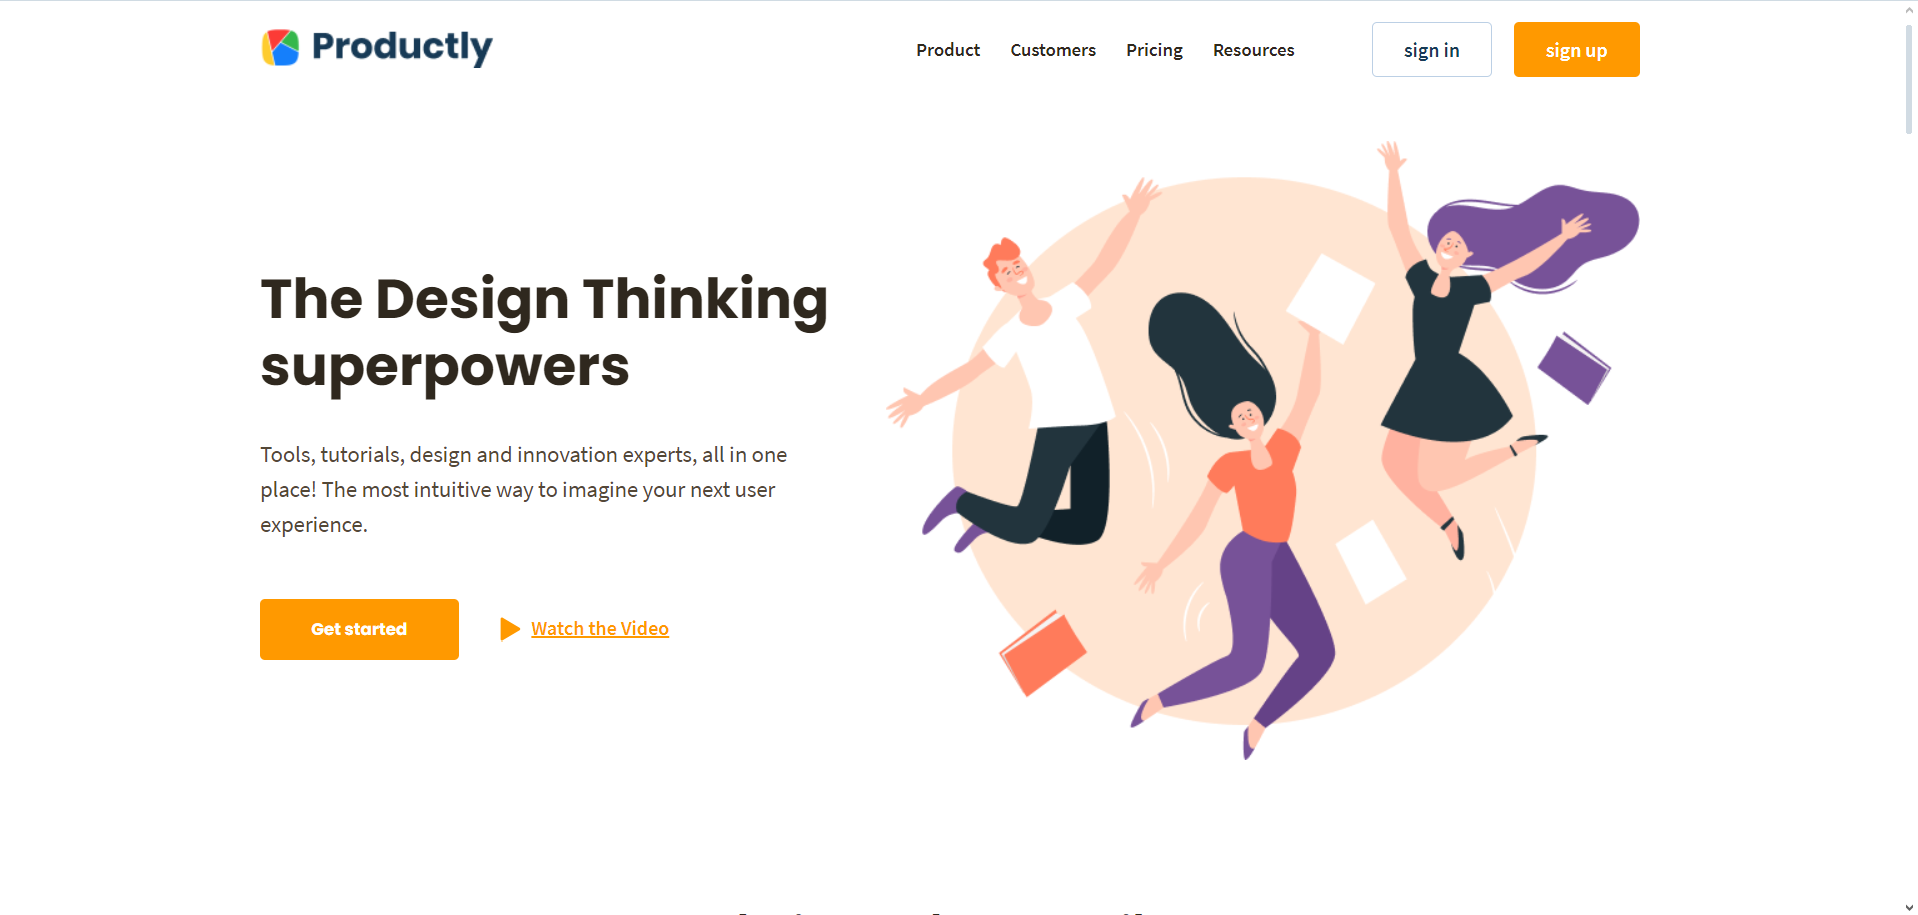 Productly
Product Customers Pricing Resources sign in sign up
The Design Thinking
superpowers
Tools, tutorials, design and innovation experts, all in one
place! The most intuitive way to imagine your next user
experience.
Get started Watch the Video